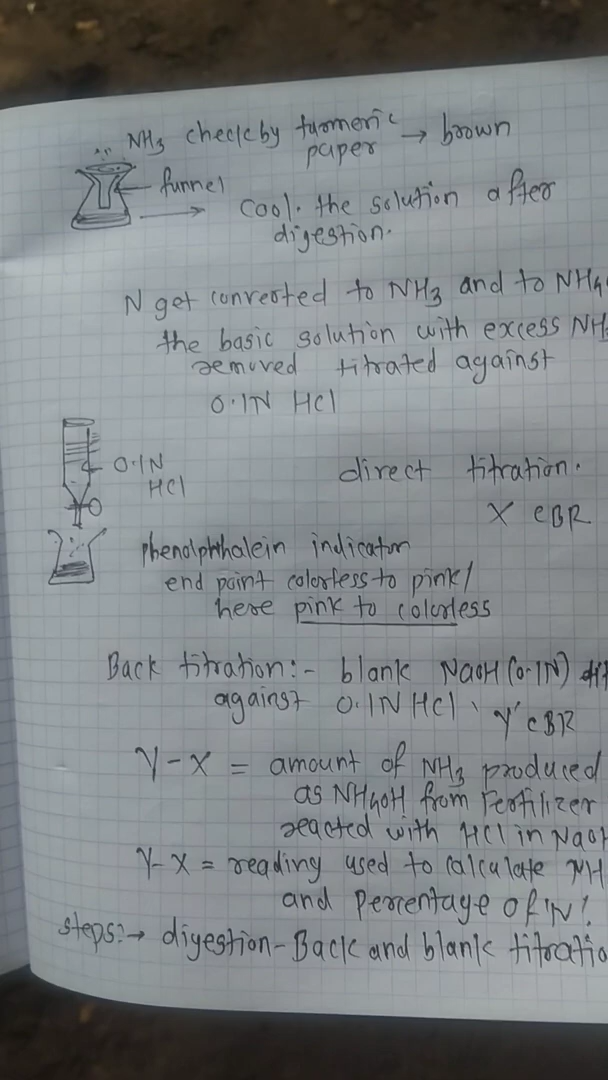 NH3 check by turmeric paper → brown
funnel
cool. the solution after
digestion.
N get converted to NH3 and to NH4
the basic solution with excess NH3
removed titrated against
0.1N HCl
0.1N
HCl
direct titration.
X CBR
phenolphthalein indicator
end point colorless to pink/
here pink to colorless
Back titration:- blank NaOH (0.1N)
against 0.1N HCl 'Y' CBR
Y-X = amount of NH3 produced
as NH4OH from Fertilizer
reacted with HCl in NaOH
Y-X = reading used to calculate NH
and percentage of 'N'
steps:→ digestion-Back and blank titratio